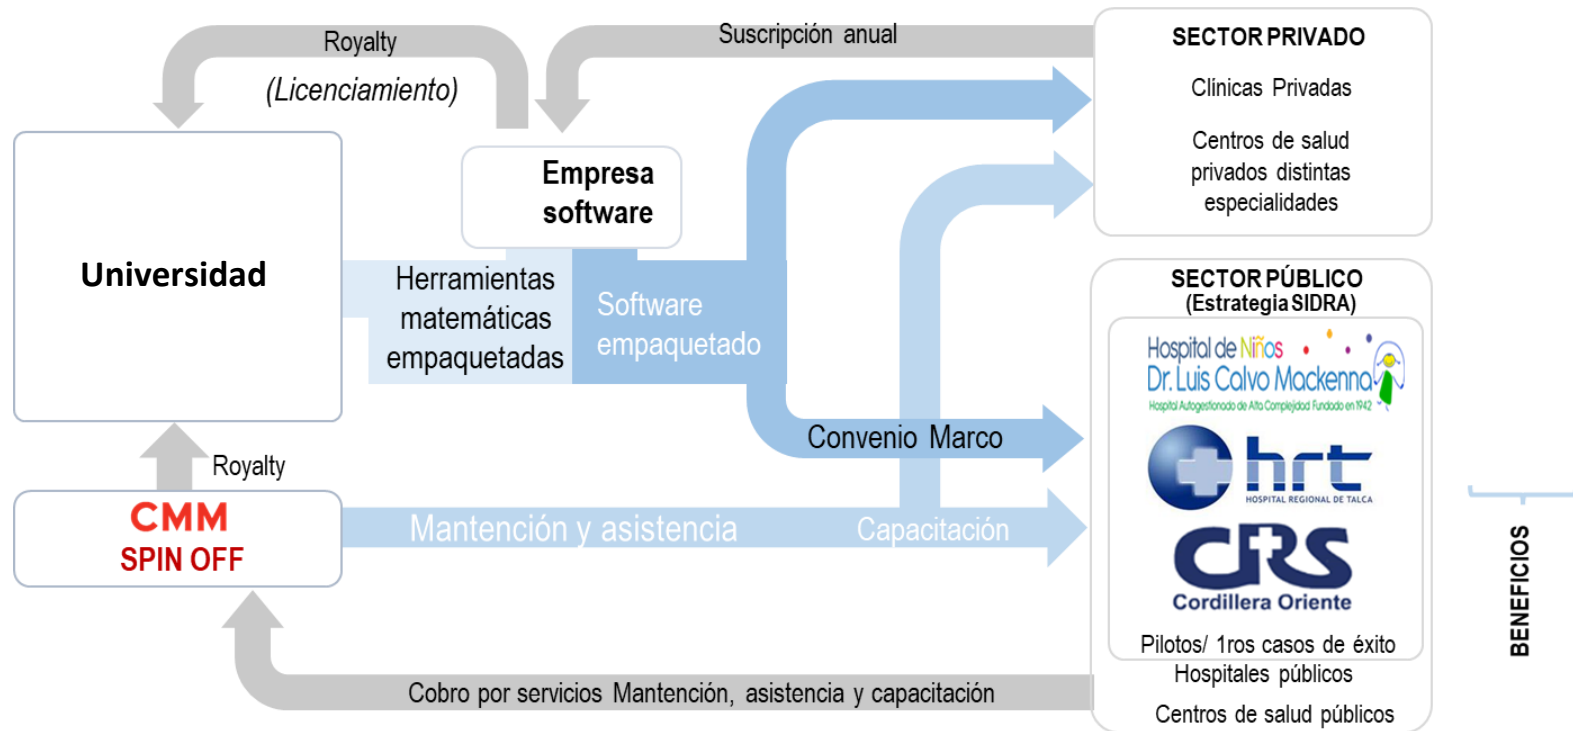 Royalty
(Licenciamiento)
Suscripción anual
SECTOR PRIVADO
Clínicas Privadas
Centros de salud
privados distintas
especialidades
Empresa
software
Universidad
Herramientas
matemáticas
empaquetadas
Software
empaquetado
Convenio Marco
SECTOR PÚBLICO
(Estrategia SIDRA)
Hospital de Niños
Dr. Luis Calvo Mackenna
Hospital Autogestionado de Alta Complejidad Fundado en 1942
hrt
HOSPITAL REGIONAL DE TALCA
CRS
Cordillera Oriente
Pilotos/ 1ros casos de éxito
Hospitales públicos
Centros de salud públicos
Royalty
CMM
SPIN OFF
Mantención y asistencia
Capacitación
Cobro por servicios Mantención, asistencia y capacitación
BENEFICIOS